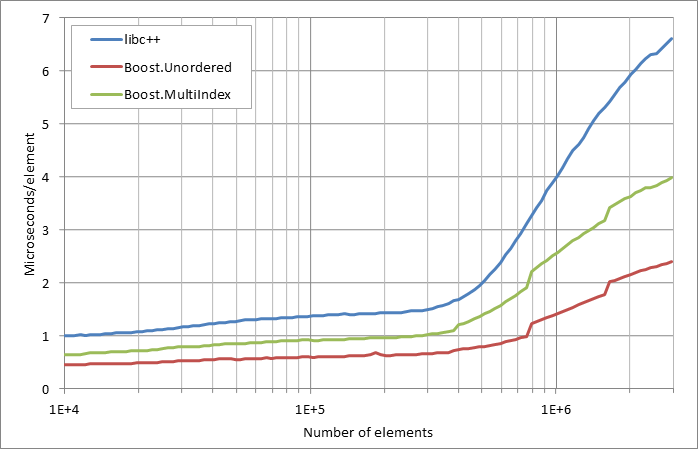 7
6
5
4
3
2
1
0
Microseconds/element
libc++
Boost.Unordered
Boost.MultiIndex
1E+4
1E+5
1E+6
Number of elements